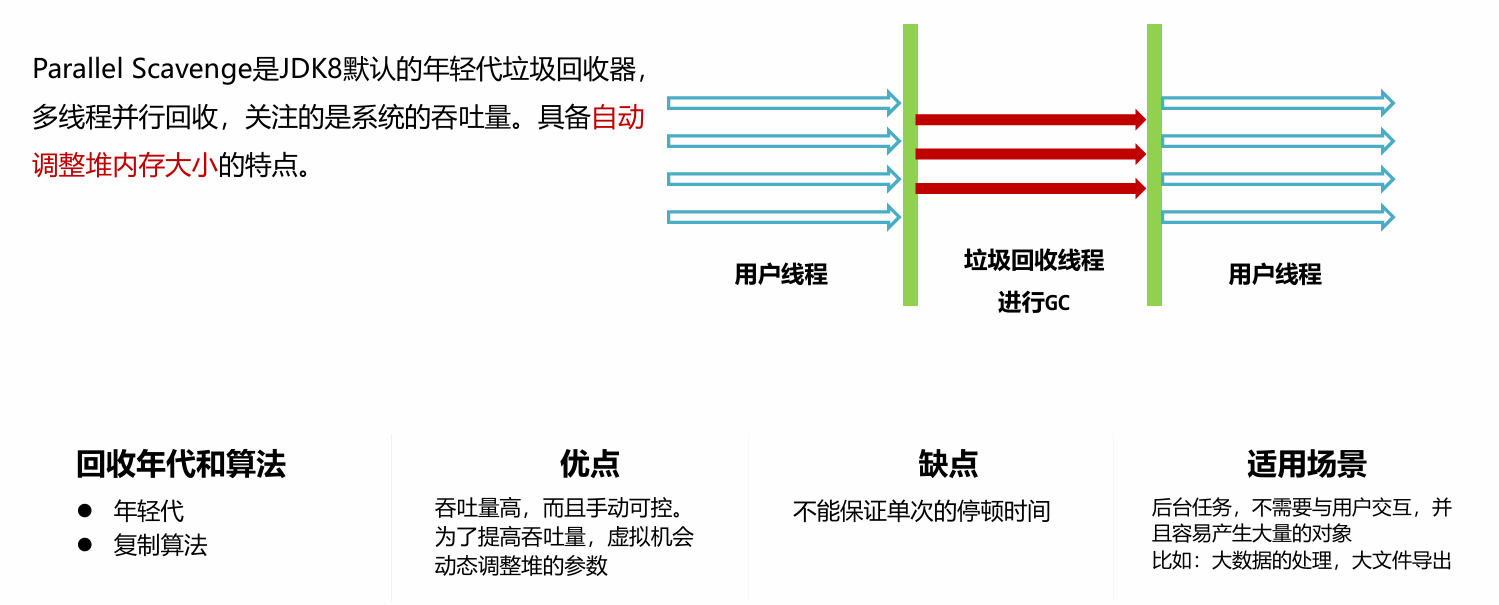 Parallel Scavenge是JDK8默认的年轻代垃圾回收器，
多线程并行回收，关注的是系统的吞吐量。具备自动
调整堆内存大小的特点。
用户线程
垃圾回收线程
进行GC
用户线程
回收年代和算法
● 年轻代
● 复制算法
优点
吞吐量高，而且手动可控。
为了提高吞吐量，虚拟机会
动态调整堆的参数
缺点
不能保证单次的停顿时间
适用场景
后台任务，不需要与用户交互，并
且容易产生大量的对象
比如：大数据的处理，大文件导出